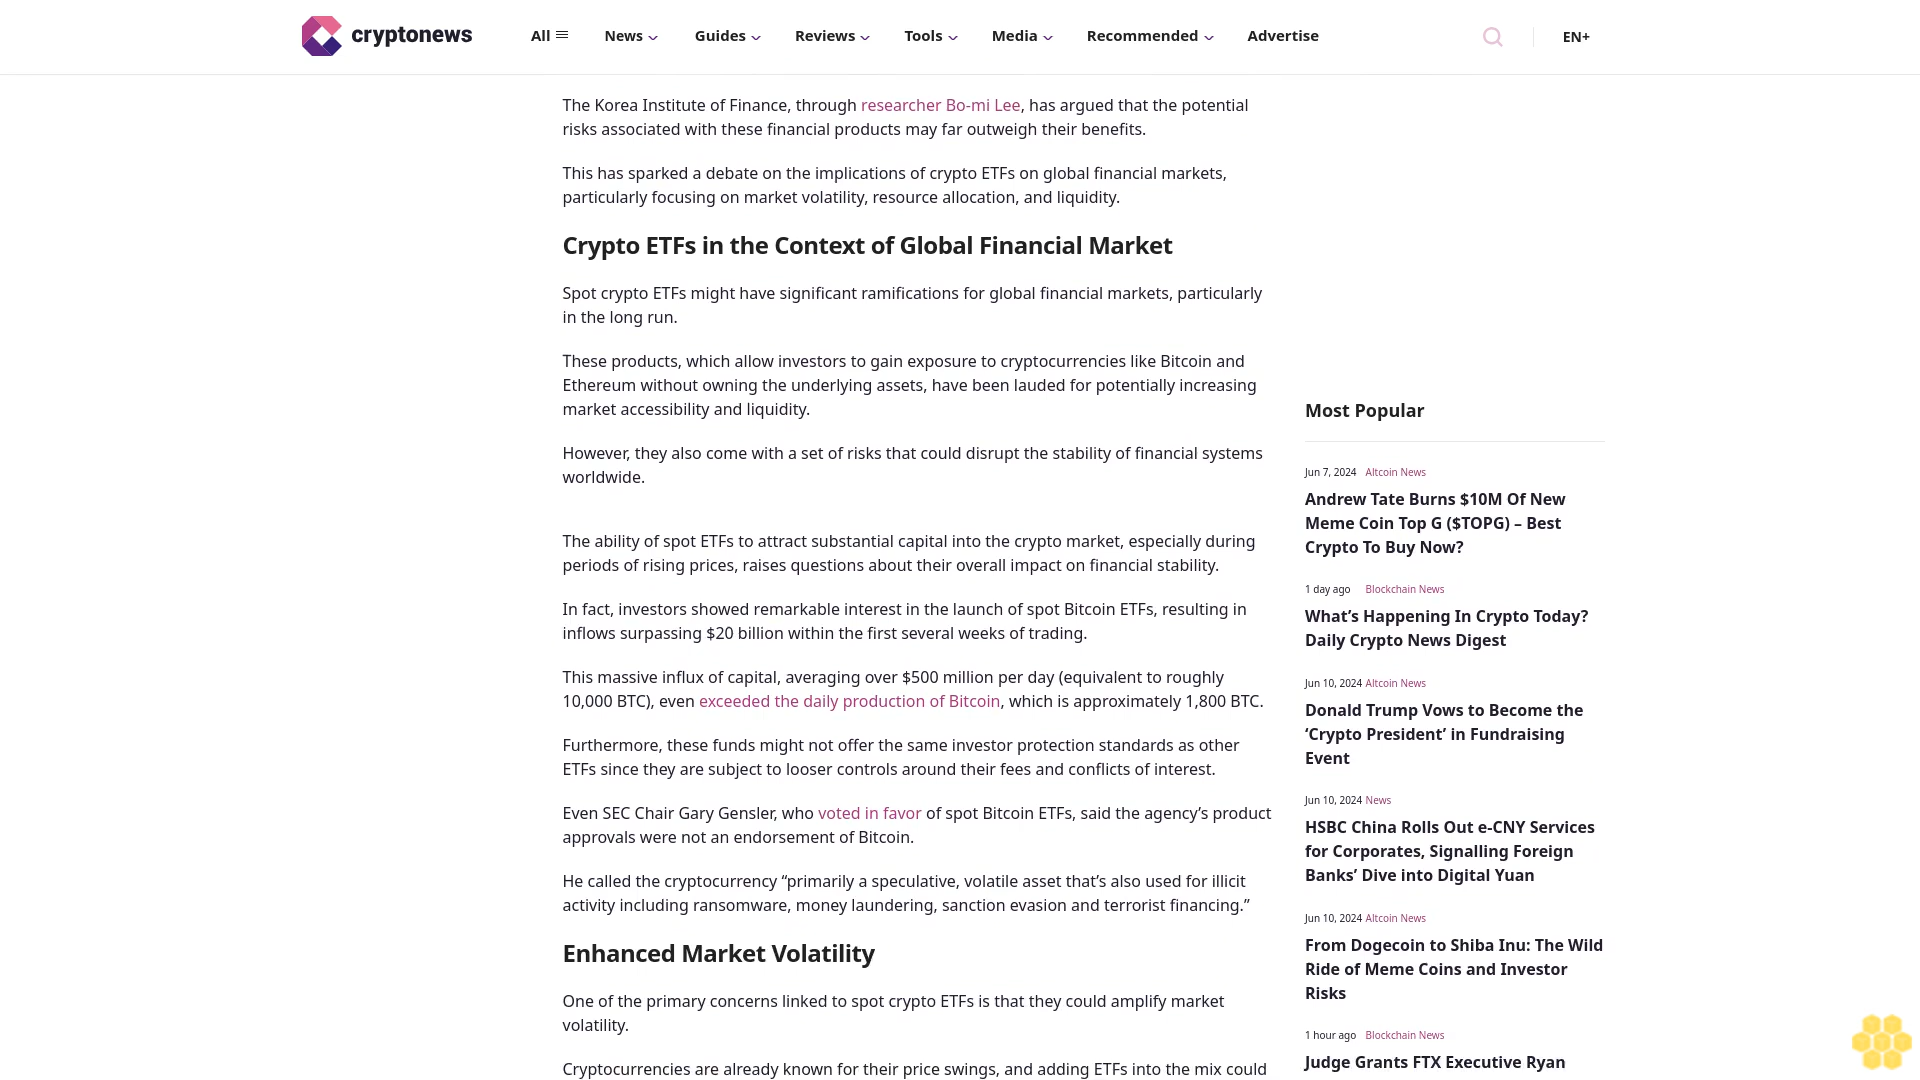 cryptonews
All
News
Guides
Reviews
Tools
Media
Recommended
Advertise
EN+
The Korea Institute of Finance, through researcher Bo-mi Lee, has argued that the potential
risks associated with these financial products may far outweigh their benefits.
This has sparked a debate on the implications of crypto ETFs on global financial markets,
particularly focusing on market volatility, resource allocation, and liquidity.
Crypto ETFs in the Context of Global Financial Market
Spot crypto ETFs might have significant ramifications for global financial markets, particularly
in the long run.
These products, which allow investors to gain exposure to cryptocurrencies like Bitcoin and
Ethereum without owning the underlying assets, have been lauded for potentially increasing
market accessibility and liquidity.
However, they also come with a set of risks that could disrupt the stability of financial systems
worldwide.
The ability of spot ETFs to attract substantial capital into the crypto market, especially during
periods of rising prices, raises questions about their overall impact on financial stability.
In fact, investors showed remarkable interest in the launch of spot Bitcoin ETFs, resulting in
inflows surpassing $20 billion within the first several weeks of trading.
This massive influx of capital, averaging over $500 million per day (equivalent to roughly
10,000 BTC), even exceeded the daily production of Bitcoin, which is approximately 1,800 BTC.
Furthermore, these funds might not offer the same investor protection standards as other
ETFs since they are subject to looser controls around their fees and conflicts of interest.
Even SEC Chair Gary Gensler, who voted in favor of spot Bitcoin ETFs, said the agency’s product
approvals were not an endorsement of Bitcoin.
He called the cryptocurrency “primarily a speculative, volatile asset that’s also used for illicit
activity including ransomware, money laundering, sanction evasion and terrorist financing.”
Enhanced Market Volatility
One of the primary concerns linked to spot crypto ETFs is that they could amplify market
volatility.
Cryptocurrencies are already known for their price swings, and adding ETFs into the mix could
Most Popular
Jun 7, 2024 Altcoin News
Andrew Tate Burns $10M Of New
Meme Coin Top G ($TOPG) – Best
Crypto To Buy Now?
1 day ago Blockchain News
What’s Happening In Crypto Today?
Daily Crypto News Digest
Jun 10, 2024 Altcoin News
Donald Trump Vows to Become the
‘Crypto President’ in Fundraising
Event
Jun 10, 2024 News
HSBC China Rolls Out e-CNY Services
for Corporates, Signalling Foreign
Banks’ Dive into Digital Yuan
Jun 10, 2024 Altcoin News
From Dogecoin to Shiba Inu: The Wild
Ride of Meme Coins and Investor
Risks
1 hour ago Blockchain News
Judge Grants FTX Executive Ryan